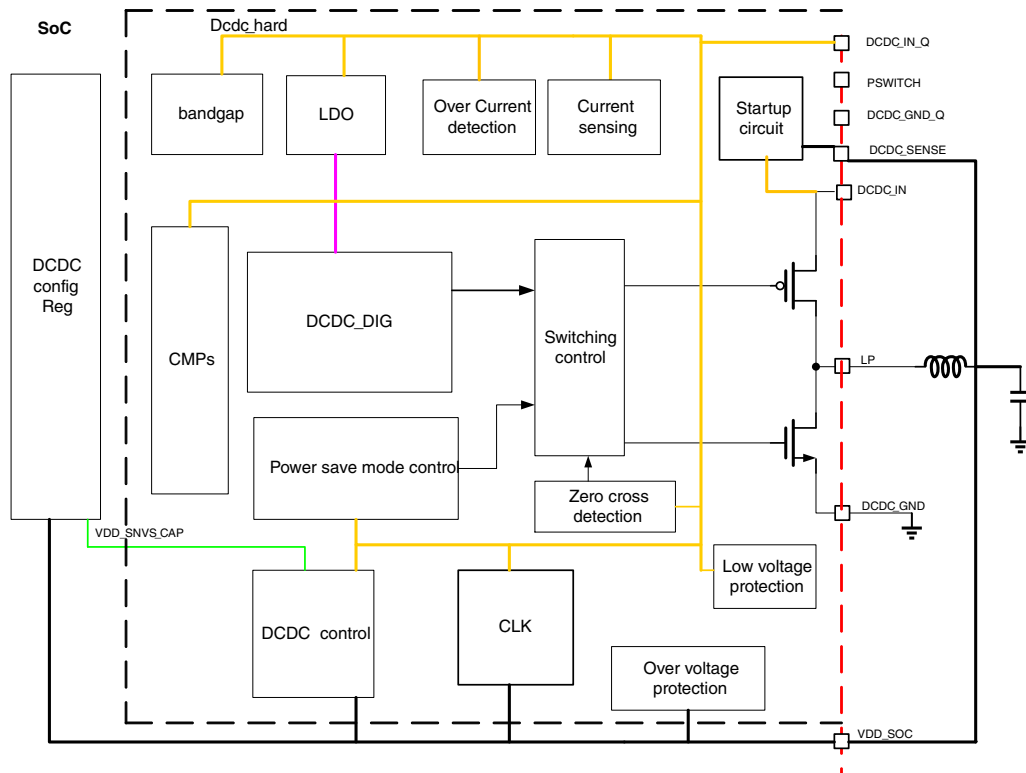 SoC
Dcdc_hard
DCDC_IN_Q
PSWITCH
DCDC_GND_Q
DCDC_SENSE
DCDC_IN
bandgap
LDO
Over Current
detection
Current
sensing
Startup
circuit
DCDC
config
Reg
CMPs
DCDC_DIG
Switching
control
LP
Power save mode control
Zero cross
detection
DCDC_GND
VDD_SNVS_CAP
DCDC control
CLK
Low voltage
protection
Over voltage
protection
VDD_SOC